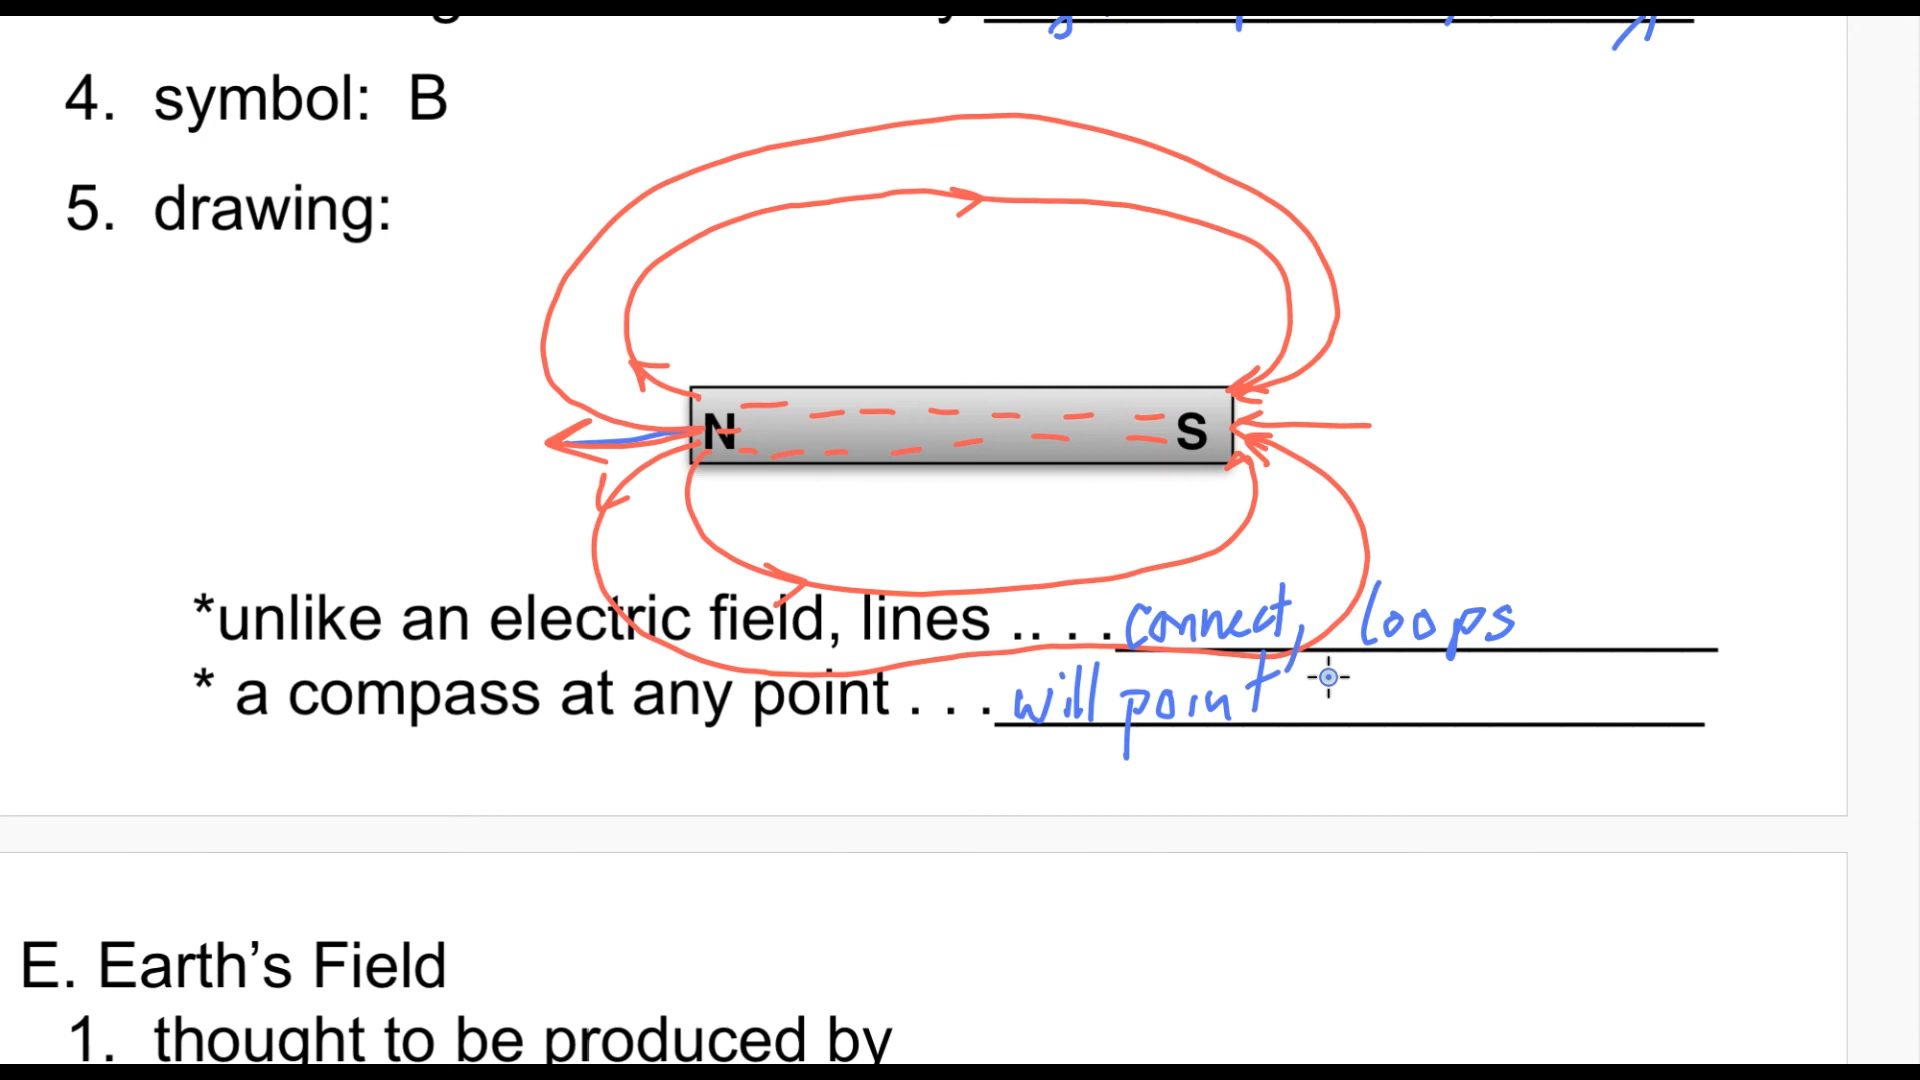 4. symbol: B
5. drawing:
N S
*unlike an electric field, lines .. . . connect, loops
* a compass at any point . . . will point
E. Earth’s Field
1. thought to be produced by